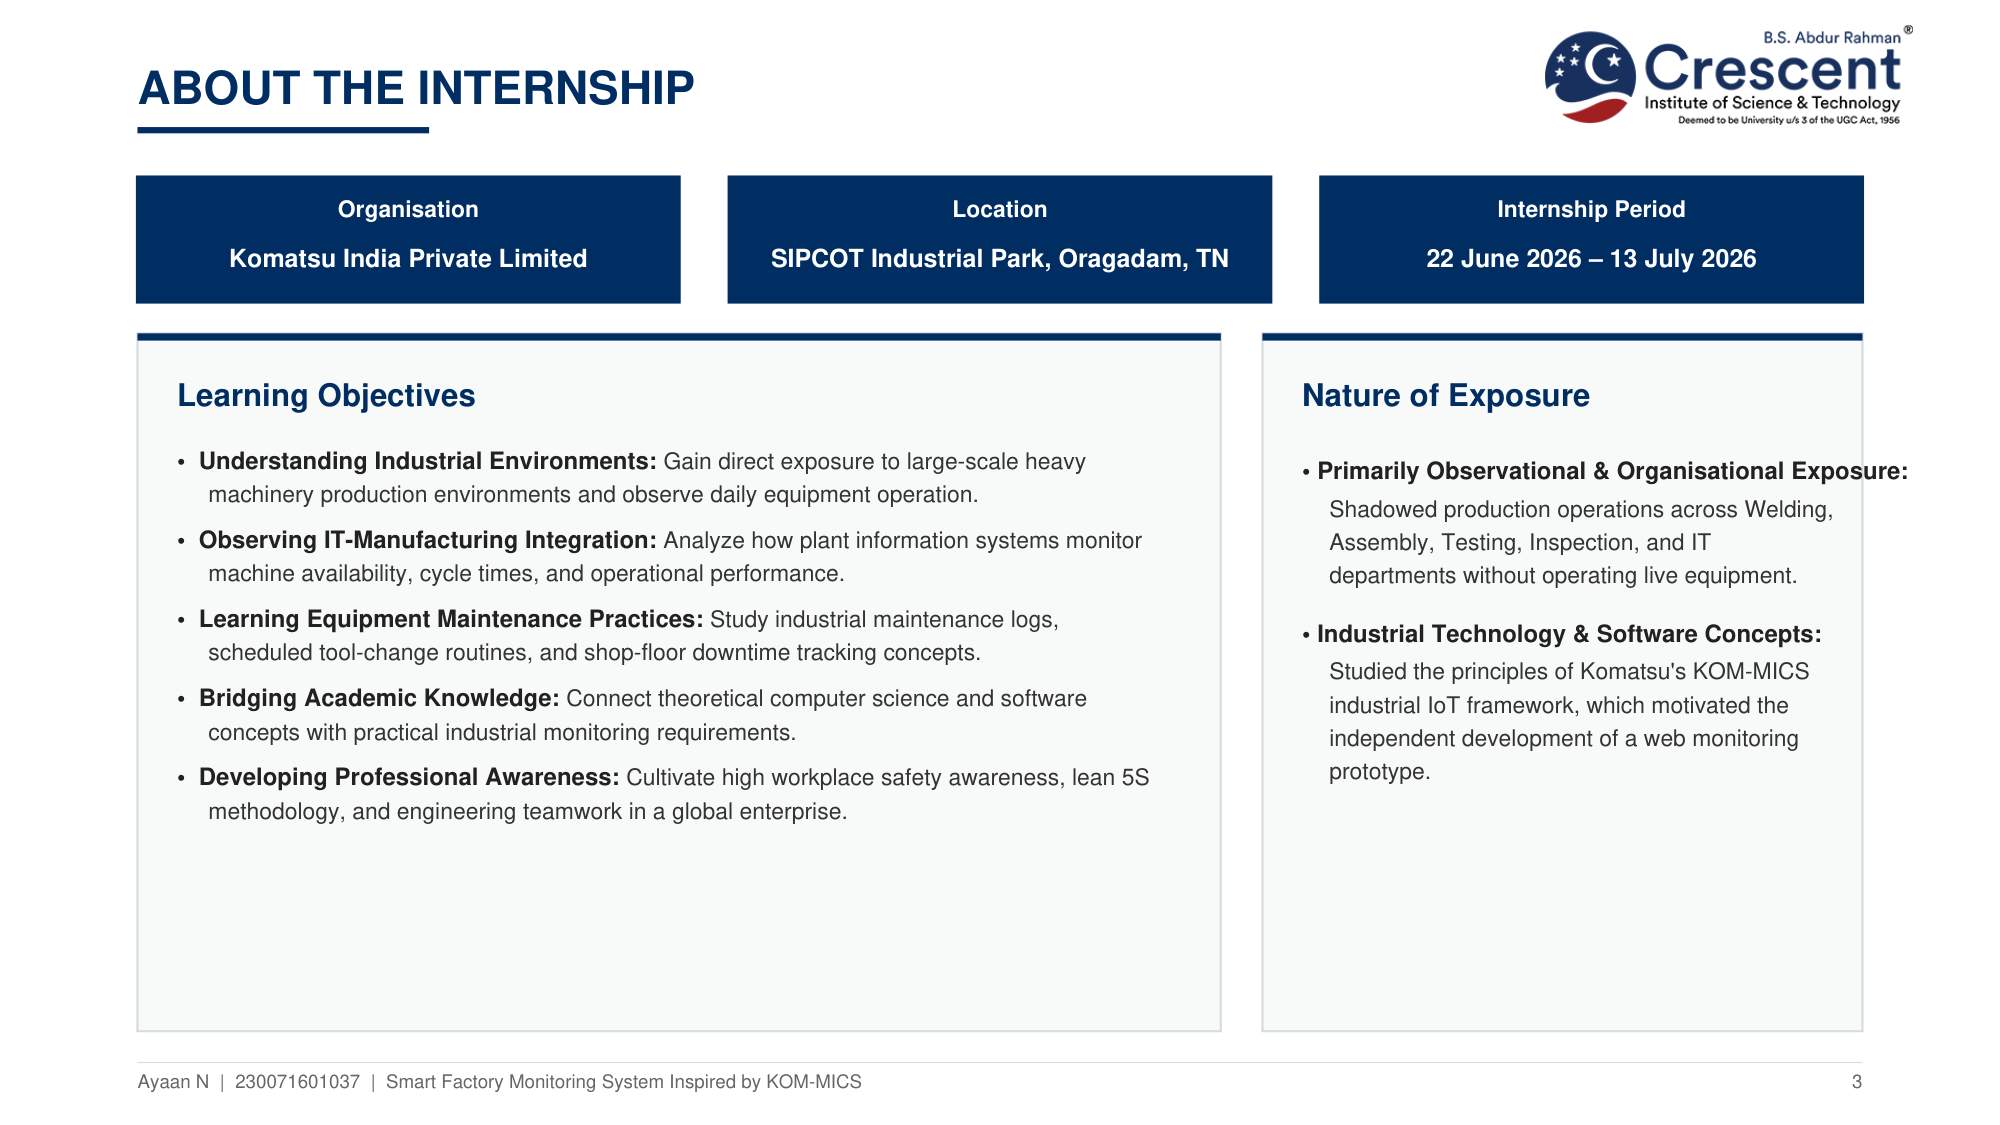 ABOUT THE INTERNSHIP
B.S. Abdur Rahman ®
Crescent
Institute of Science & Technology
Deemed to be University u/s 3 of the UGC Act, 1956
Organisation
Komatsu India Private Limited
Location
SIPCOT Industrial Park, Oragadam, TN
Internship Period
22 June 2026 – 13 July 2026
Learning Objectives
• Understanding Industrial Environments: Gain direct exposure to large-scale heavy
machinery production environments and observe daily equipment operation.
• Observing IT-Manufacturing Integration: Analyze how plant information systems monitor
machine availability, cycle times, and operational performance.
• Learning Equipment Maintenance Practices: Study industrial maintenance logs,
scheduled tool-change routines, and shop-floor downtime tracking concepts.
• Bridging Academic Knowledge: Connect theoretical computer science and software
concepts with practical industrial monitoring requirements.
• Developing Professional Awareness: Cultivate high workplace safety awareness, lean 5S
methodology, and engineering teamwork in a global enterprise.
Nature of Exposure
• Primarily Observational & Organisational Exposure:
Shadowed production operations across Welding,
Assembly, Testing, Inspection, and IT
departments without operating live equipment.
• Industrial Technology & Software Concepts:
Studied the principles of Komatsu's KOM-MICS
industrial IoT framework, which motivated the
independent development of a web monitoring
prototype.
Ayaan N | 230071601037 | Smart Factory Monitoring System Inspired by KOM-MICS
3